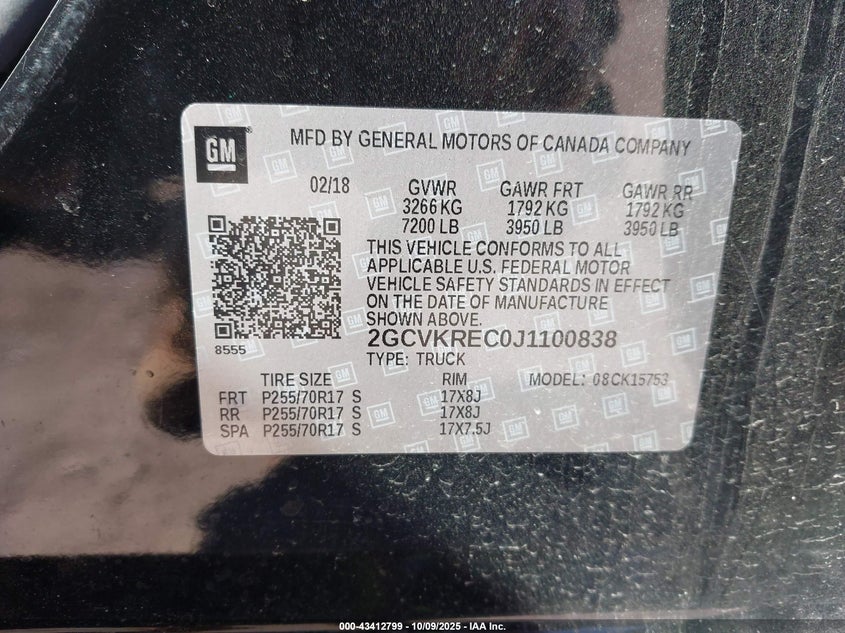 GM
MFD BY GENERAL MOTORS OF CANADA COMPANY
02/18 GVWR GAWR FRT GAWR RR
3266 KG 1792 KG 1792 KG
7200 LB 3950 LB 3950 LB
THIS VEHICLE CONFORMS TO ALL
APPLICABLE U.S. FEDERAL MOTOR
VEHICLE SAFETY STANDARDS IN EFFECT
ON THE DATE OF MANUFACTURE
SHOWN ABOVE.
8555 2GCVKREC0J1100838
TYPE: TRUCK
TIRE SIZE RIM MODEL: 08CK15753
FRT P255/70R17 S 17X8J
RR P255/70R17 S 17X8J
SPA P255/70R17 S 17X7.5J
000-43412799 - 10/09/2025 - IAA Inc.